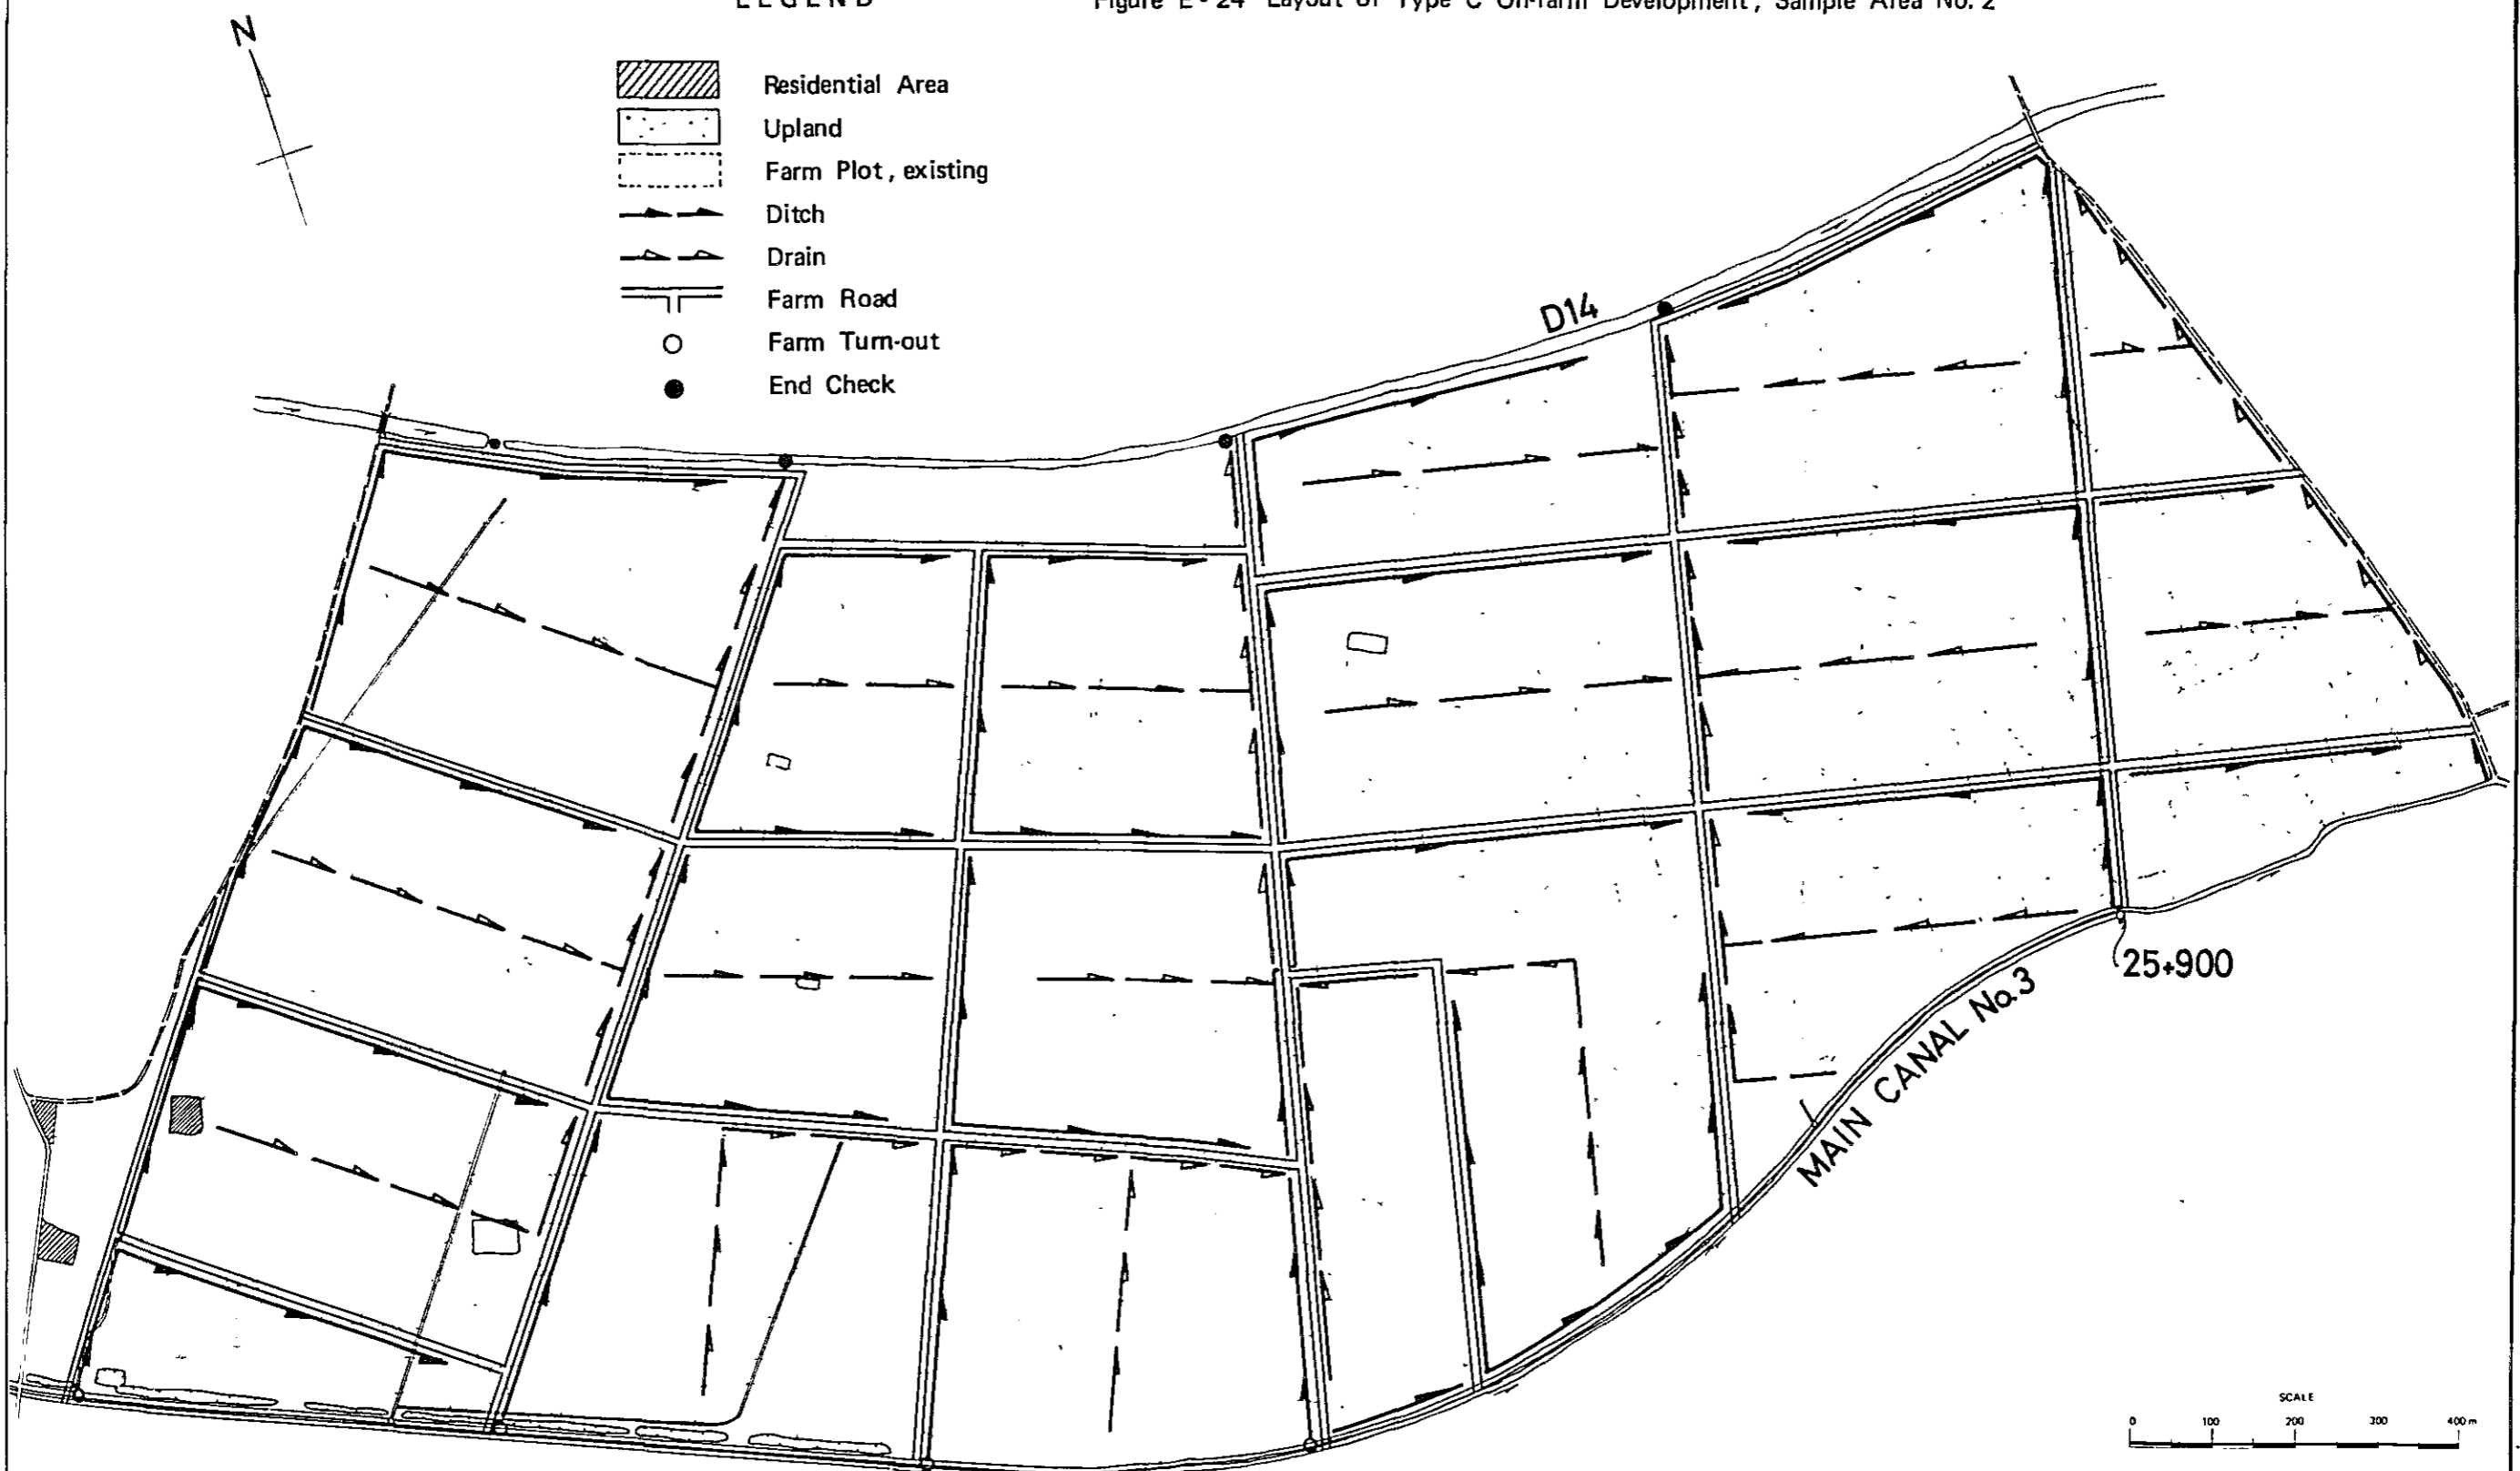 LEGEND
Figure E-24 Layout of Type C On-farm Development, Sample Area No. 2
N
Residential Area
Upland
Farm Plot, existing
Ditch
Drain
Farm Road
Farm Turn-out
End Check
D14
25+900
MAIN CANAL No.3
SCALE
0 100 200 300 400 m